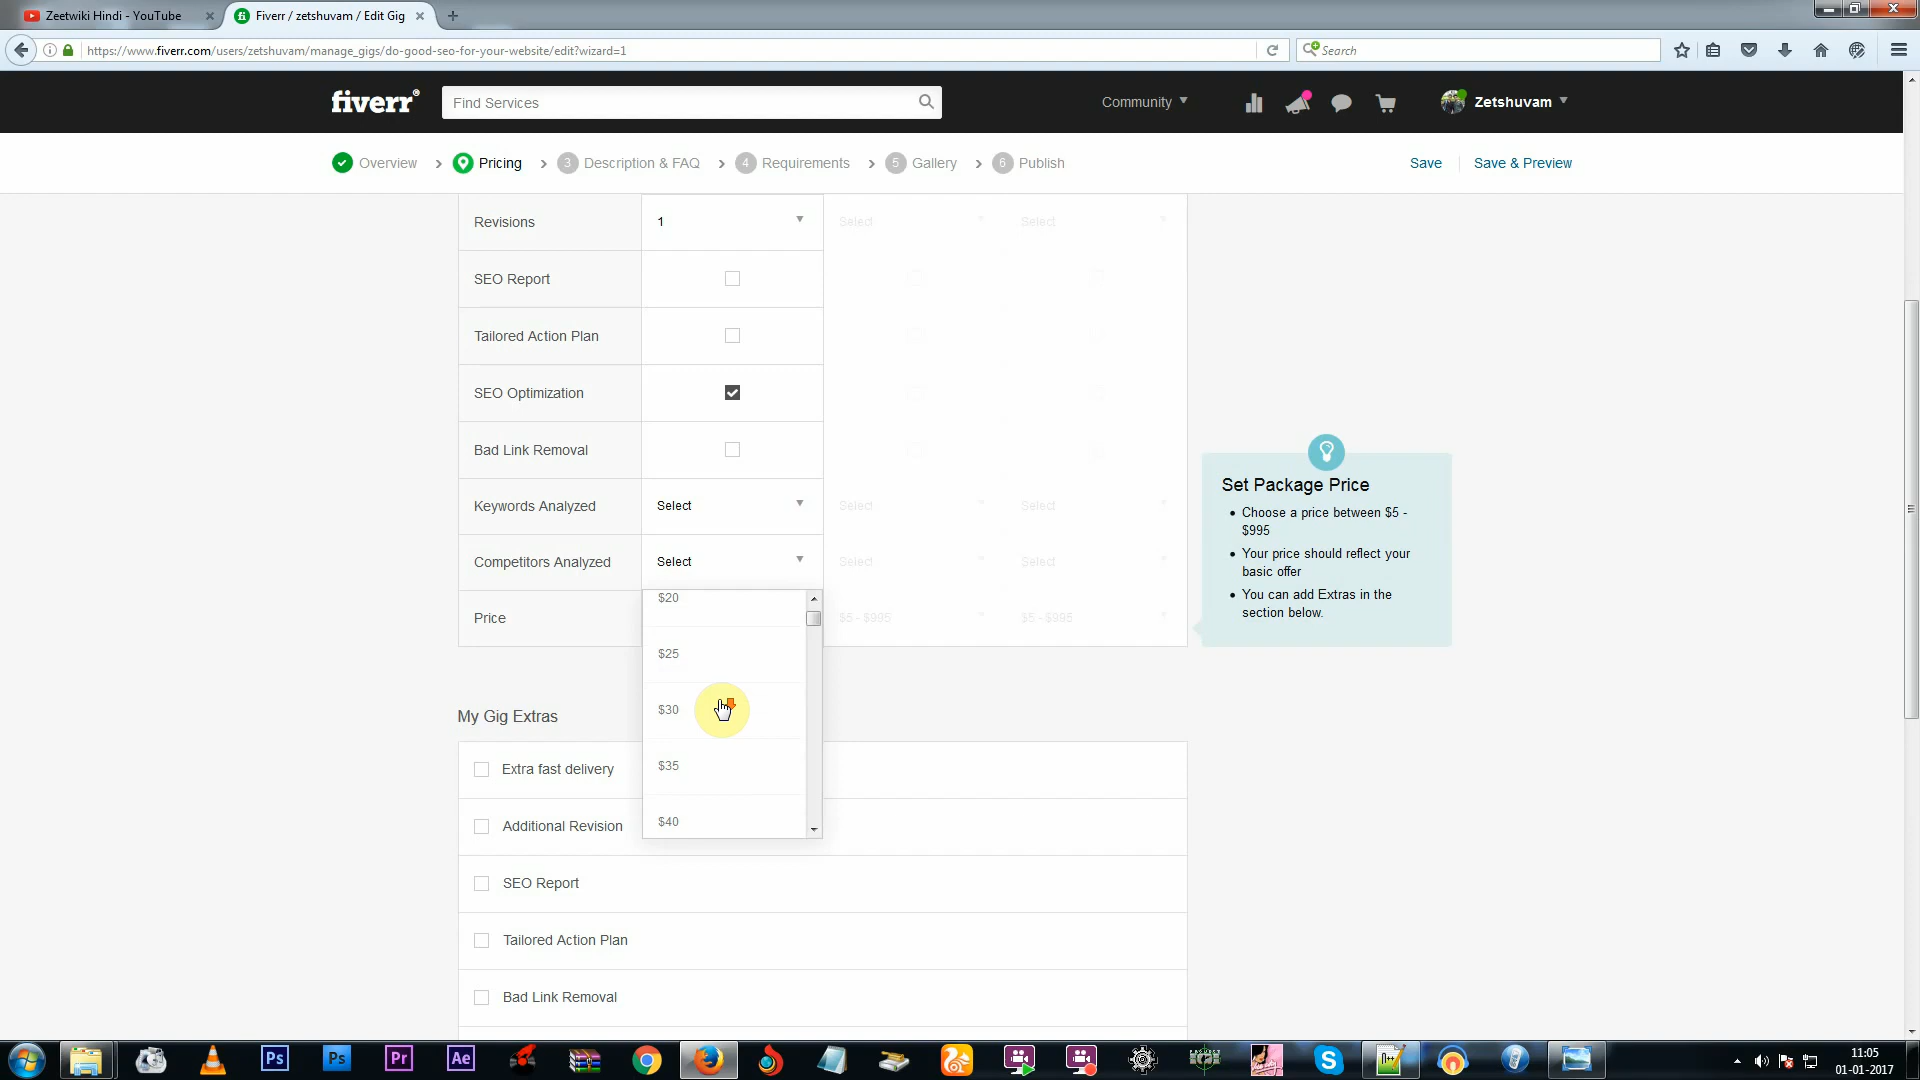 Zeetwiki Hindi - YouTube
Fiverr / zetshuvam / Edit Gig
https://www.fiverr.com/users/zetshuvam/manage_gigs/do-good-seo-for-your-website/edit?wizard=1
Search
fiverr®
Find Services
Community
Zetshuvam
Overview
Pricing
3 Description & FAQ
4 Requirements
5 Gallery
6 Publish
Save
Save & Preview
Revisions
1
Select
Select
SEO Report
Tailored Action Plan
SEO Optimization
Bad Link Removal
Keywords Analyzed
Select
Select
Select
Competitors Analyzed
Select
Select
Select
Price
$5 - $995
$5 - $995
$20
$25
$30
$35
$40
Set Package Price
Choose a price between $5 -
$995
Your price should reflect your
basic offer
You can add Extras in the
section below.
My Gig Extras
Extra fast delivery
Additional Revision
SEO Report
Tailored Action Plan
Bad Link Removal
Ps
Ps
Pr
Ae
11:05
01-01-2017